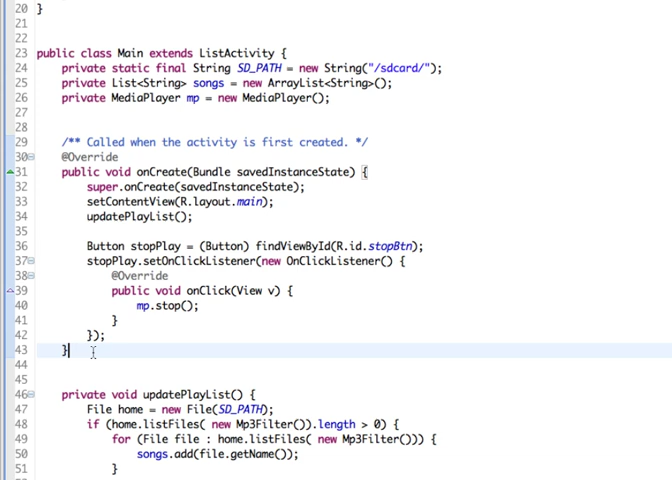 20 }
21
22
23 public class Main extends ListActivity {
24 private static final String SD_PATH = new String("/sdcard/");
25 private List<String> songs = new ArrayList<String>();
26 private MediaPlayer mp = new MediaPlayer();
27
28
29 /** Called when the activity is first created. */
30 @Override
31 public void onCreate(Bundle savedInstanceState) {
32 super.onCreate(savedInstanceState);
33 setContentView(R.layout.main);
34 updatePlayList();
35
36 Button stopPlay = (Button) findViewById(R.id.stopBtn);
37 stopPlay.setOnClickListener(new OnClickListener() {
38 @Override
39 public void onClick(View v) {
40 mp.stop();
41 }
42 });
43 }
44
45
46 private void updatePlayList() {
47 File home = new File(SD_PATH);
48 if (home.listFiles( new Mp3Filter()).length > 0) {
49 for (File file : home.listFiles( new Mp3Filter())) {
50 songs.add(file.getName());
51 }